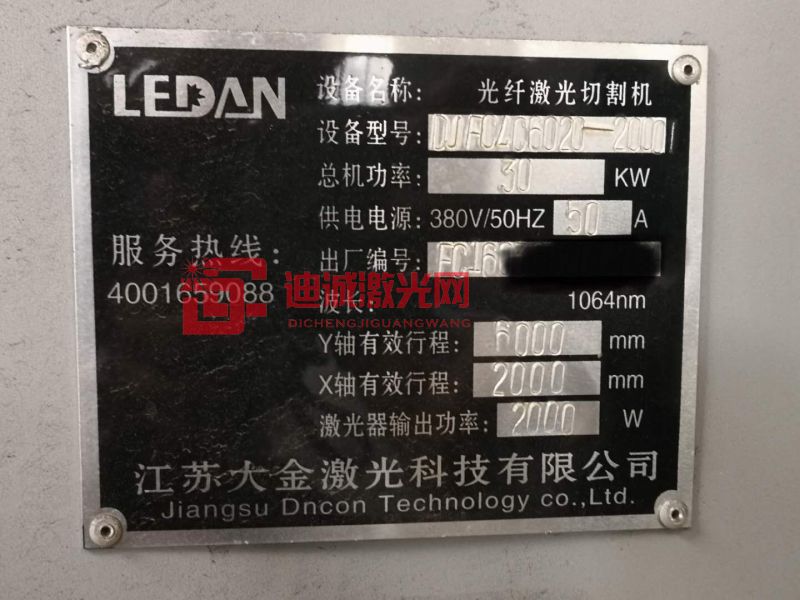 LEDAN
设备名称: 光纤激光切割机
设备型号:
总机功率: 30 KW
供电电源: 380V/50HZ 50 A
服务热线:
4001659088
出厂编号: FC16
迪诚激光网
DICHENGJIGUANGWANG
波长: 1064nm
Y轴有效行程: 6000 mm
X轴有效行程: 2000 mm
激光器输出功率: 2000 W
江苏大金激光科技有限公司
Jiangsu Dncon Technology co.,Ltd.